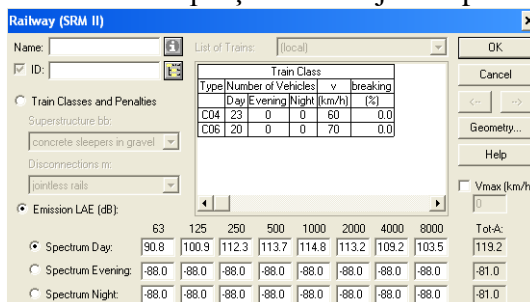 Railway (SRM II)
Name: List of Trains: (local) OK
ID: Cancel
Train Class
Type Number of Vehicles v breaking
Day Evening Night (km/h) (%)
C04 23 0 0 60 0.0
C06 20 0 0 70 0.0
Train Classes and Penalties <-- -->
Superstructure bb: Geometry...
concrete sleepers in gravel Help
Disconnections m:
jointless rails Vmax (km/h
Emission LAE (dB): 0
63 125 250 500 1000 2000 4000 8000 Tot-A:
Spectrum Day: 90.8 100.9 112.3 113.7 114.8 113.2 109.2 103.5 119.2
Spectrum Evening: -88.0 -88.0 -88.0 -88.0 -88.0 -88.0 -88.0 -88.0 -81.0
Spectrum Night: -88.0 -88.0 -88.0 -88.0 -88.0 -88.0 -88.0 -88.0 -81.0